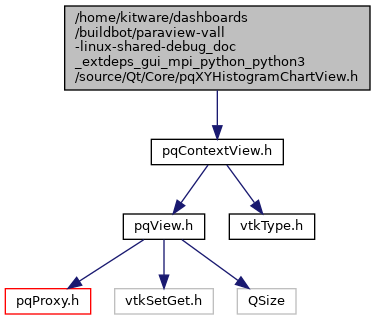 /home/kitware/dashboards
/buildbot/paraview-vall
-linux-shared-debug_doc
_extdeps_gui_mpi_python_python3
/source/Qt/Core/pqXYHistogramChartView.h
pqContextView.h
pqView.h
vtkType.h
pqProxy.h
vtkSetGet.h
QSize